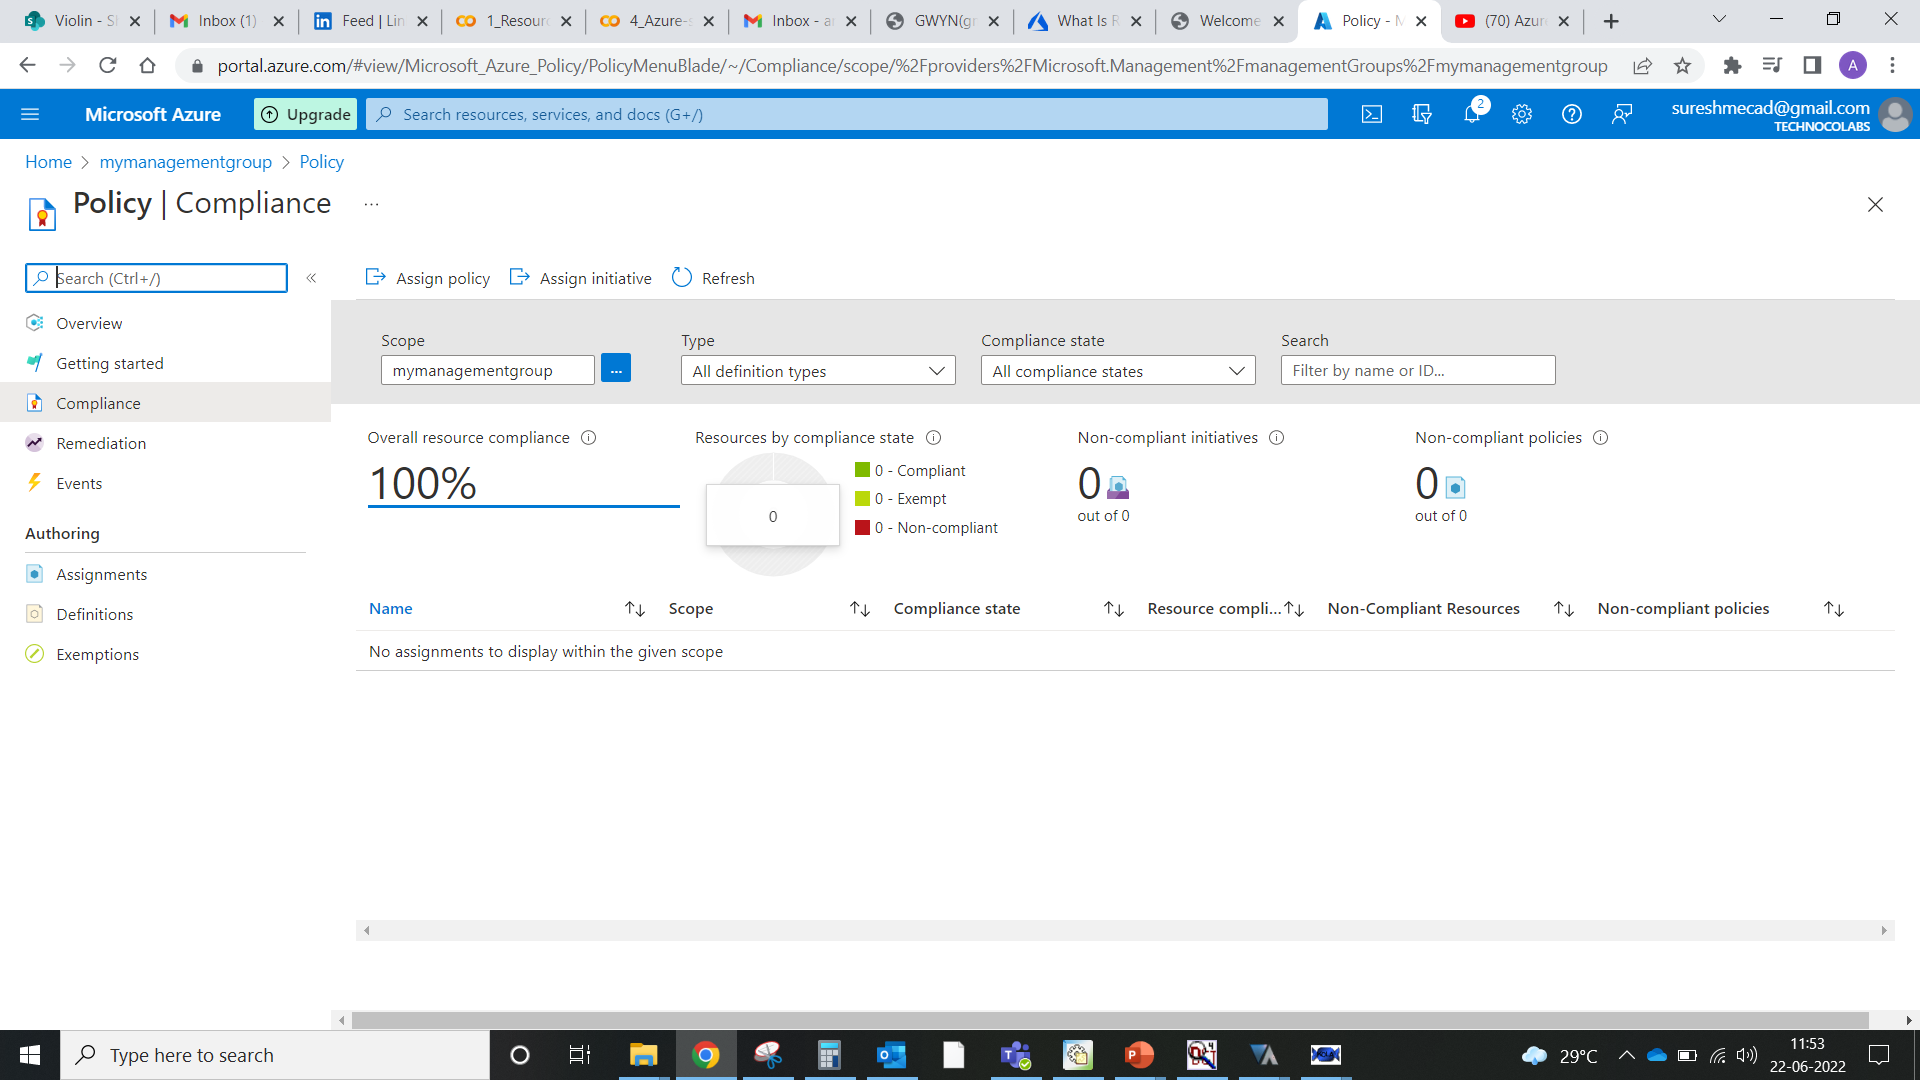 Violin - S
Inbox (1)
Feed | Lin
1_Resour
4_Azure-s
Inbox - a
GWYN(gr
What Is R
Welcome
Policy - M
(70) Azur
portal.azure.com/#view/Microsoft_Azure_Policy/PolicyMenuBlade/~/Compliance/scope/%2Fproviders%2FMicrosoft.Management%2FmanagementGroups%2Fmymanagementgroup
A
Microsoft Azure
Upgrade
Search resources, services, and docs (G+/)
2
sureshmecad@gmail.com
TECHNOCOLABS
Home > mymanagementgroup > Policy
Policy | Compliance ...
Search (Ctrl+/)
«
Assign policy
Assign initiative
Refresh
Overview
Getting started
Compliance
Remediation
Events
Authoring
Assignments
Definitions
Exemptions
Scope
Type
Compliance state
Search
mymanagementgroup
...
All definition types
All compliance states
Filter by name or ID...
Overall resource compliance
100%
Resources by compliance state
0
0 - Compliant
0 - Exempt
0 - Non-compliant
Non-compliant initiatives
0
out of 0
Non-compliant policies
0
out of 0
Name
Scope
Compliance state
Resource compli...
Non-Compliant Resources
Non-compliant policies
No assignments to display within the given scope
Type here to search
29°C
11:53
22-06-2022